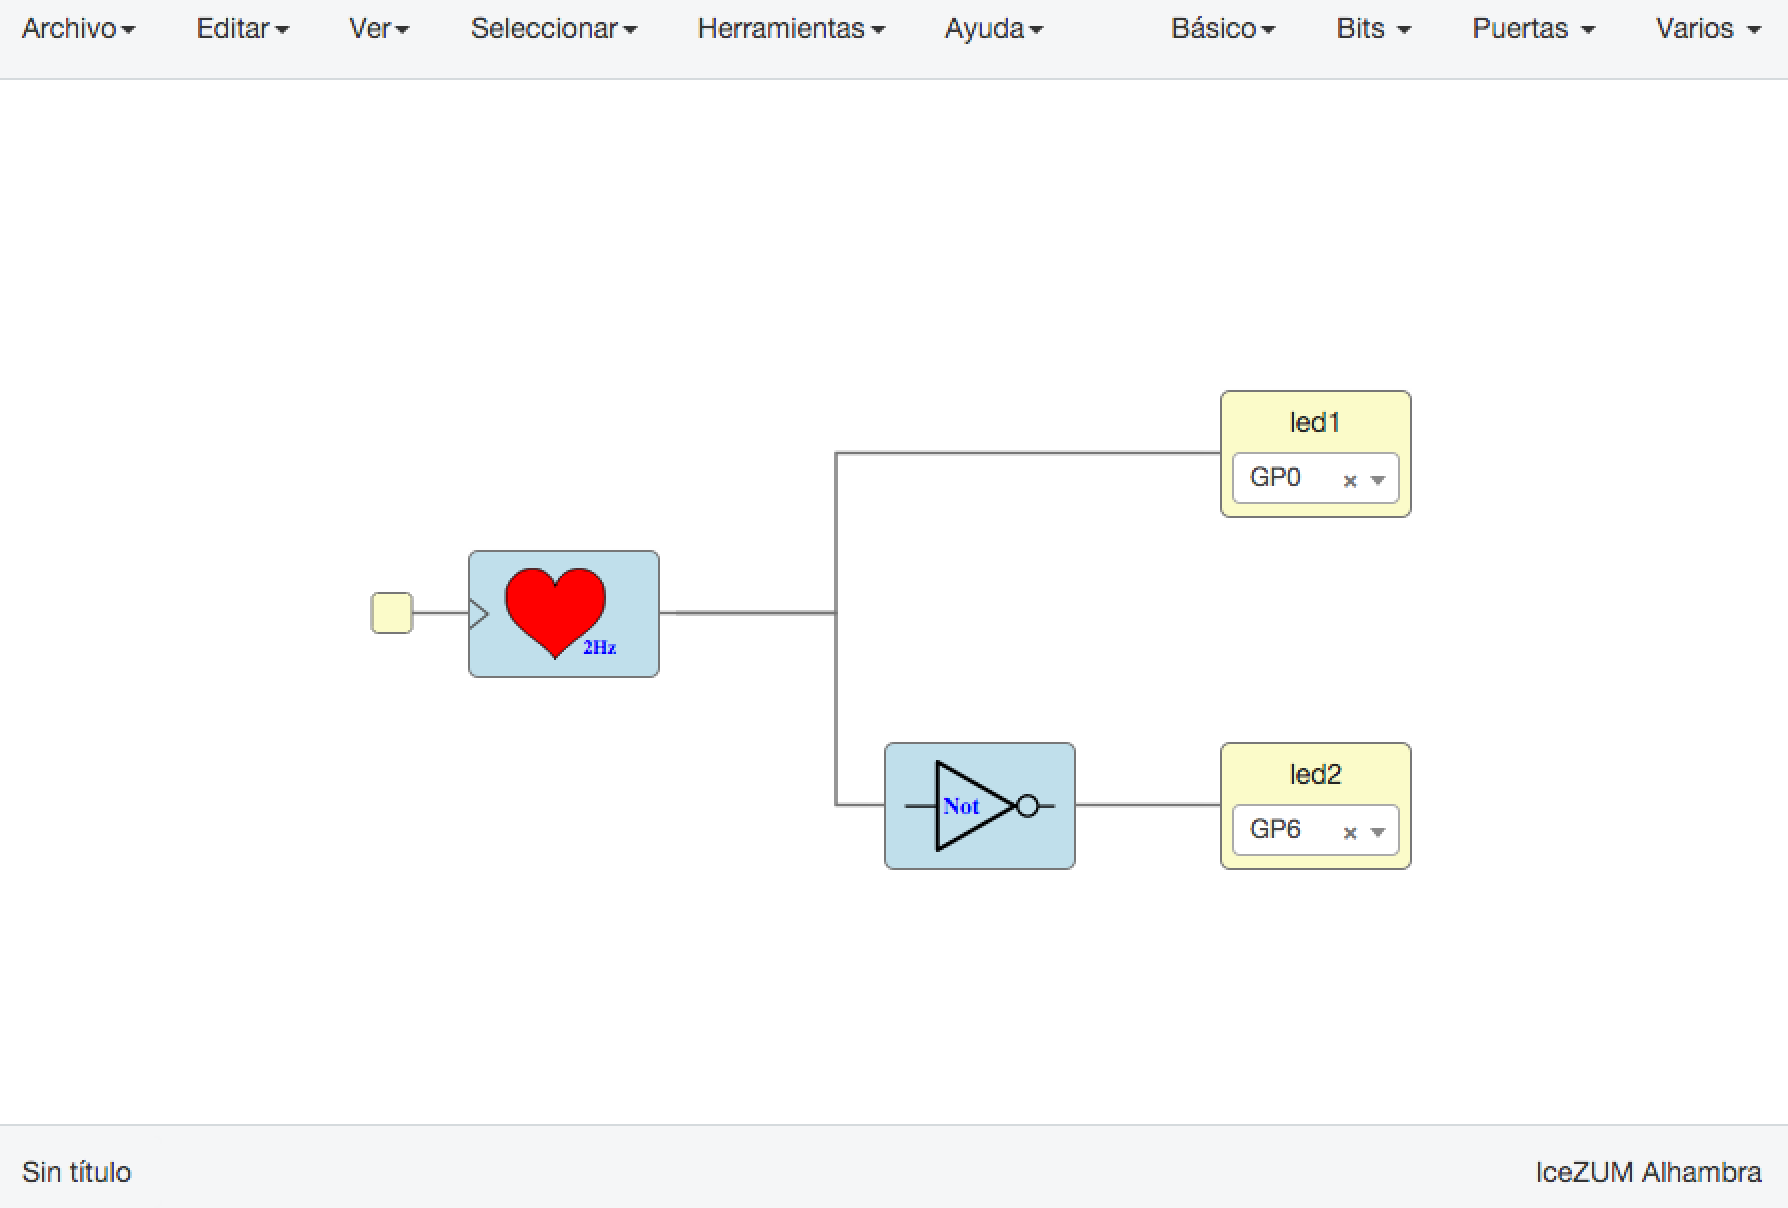 Archivo Editar Ver Seleccionar Herramientas Ayuda Básico Bits Puertas Varios
led1
GP0
2Hz
led2
Not
GP6
Sin título IceZUM Alhambra